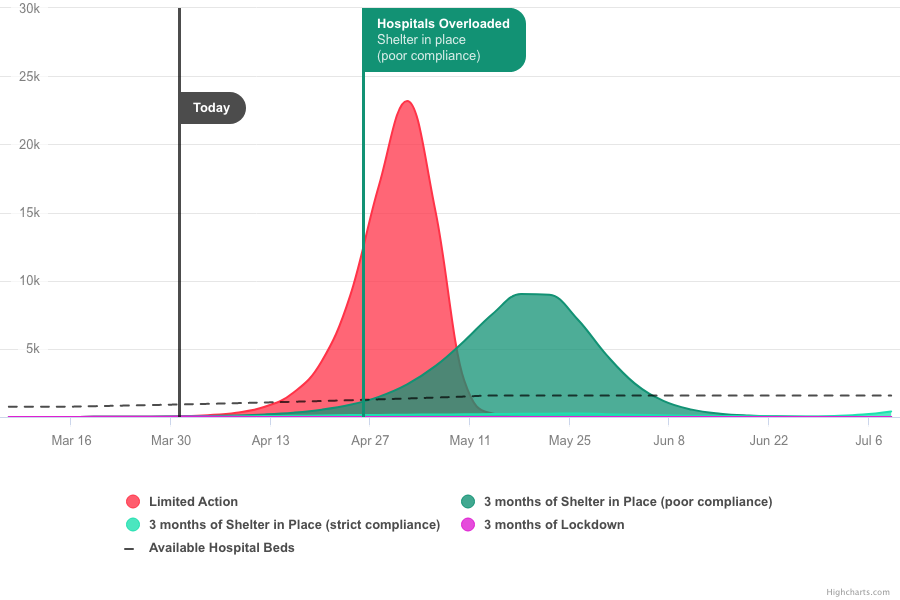 30k
Hospitals Overloaded
Shelter in place
(poor compliance)
25k
Today
20k
15k
10k
5k
Mar 16
Mar 30
Apr 13
Apr 27
May 11
May 25
Jun 8
Jun 22
Jul 6
Limited Action
3 months of Shelter in Place (poor compliance)
3 months of Shelter in Place (strict compliance)
3 months of Lockdown
Available Hospital Beds
Highcharts.com